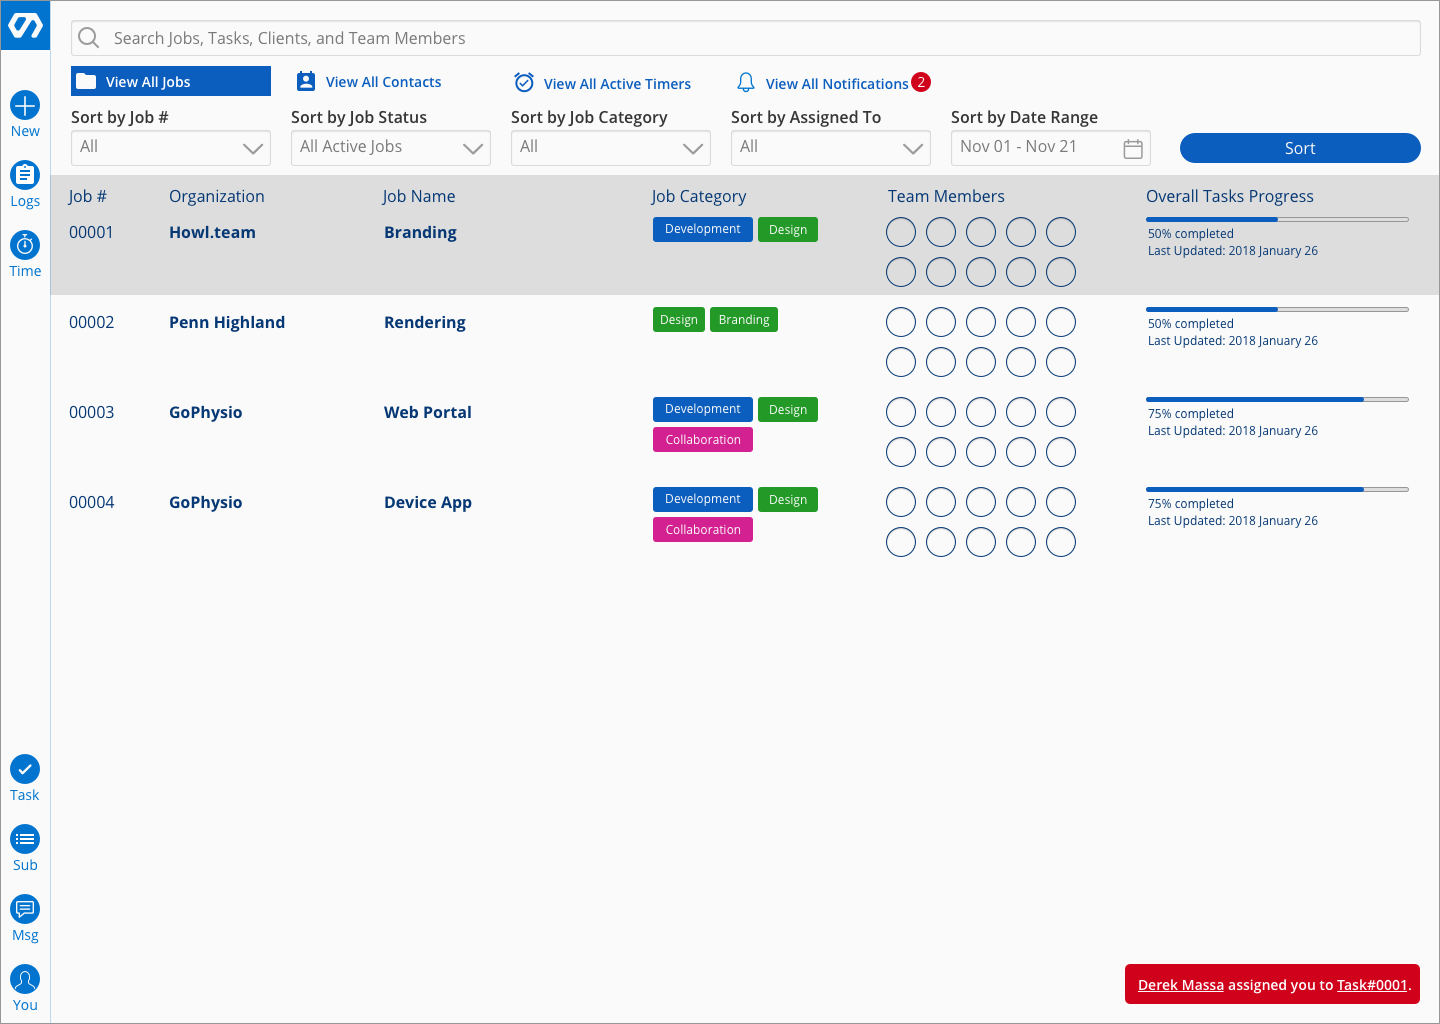 Search Jobs, Tasks, Clients, and Team Members
View All Jobs
View All Contacts
View All Active Timers
View All Notifications 2
New
Logs
Time
Sort by Job #
Sort by Job Status
Sort by Job Category
Sort by Assigned To
Sort by Date Range
All
All Active Jobs
All
All
Nov 01 - Nov 21
Sort
Job # Organization Job Name Job Category Team Members Overall Tasks Progress
00001 Howl.team Branding Development Design
50% completed
Last Updated: 2018 January 26
00002 Penn Highland Rendering Design Branding
50% completed
Last Updated: 2018 January 26
00003 GoPhysio Web Portal Development Design
Collaboration
75% completed
Last Updated: 2018 January 26
00004 GoPhysio Device App Development Design
Collaboration
75% completed
Last Updated: 2018 January 26
Task
Sub
Msg
You
Derek Massa assigned you to Task#0001.